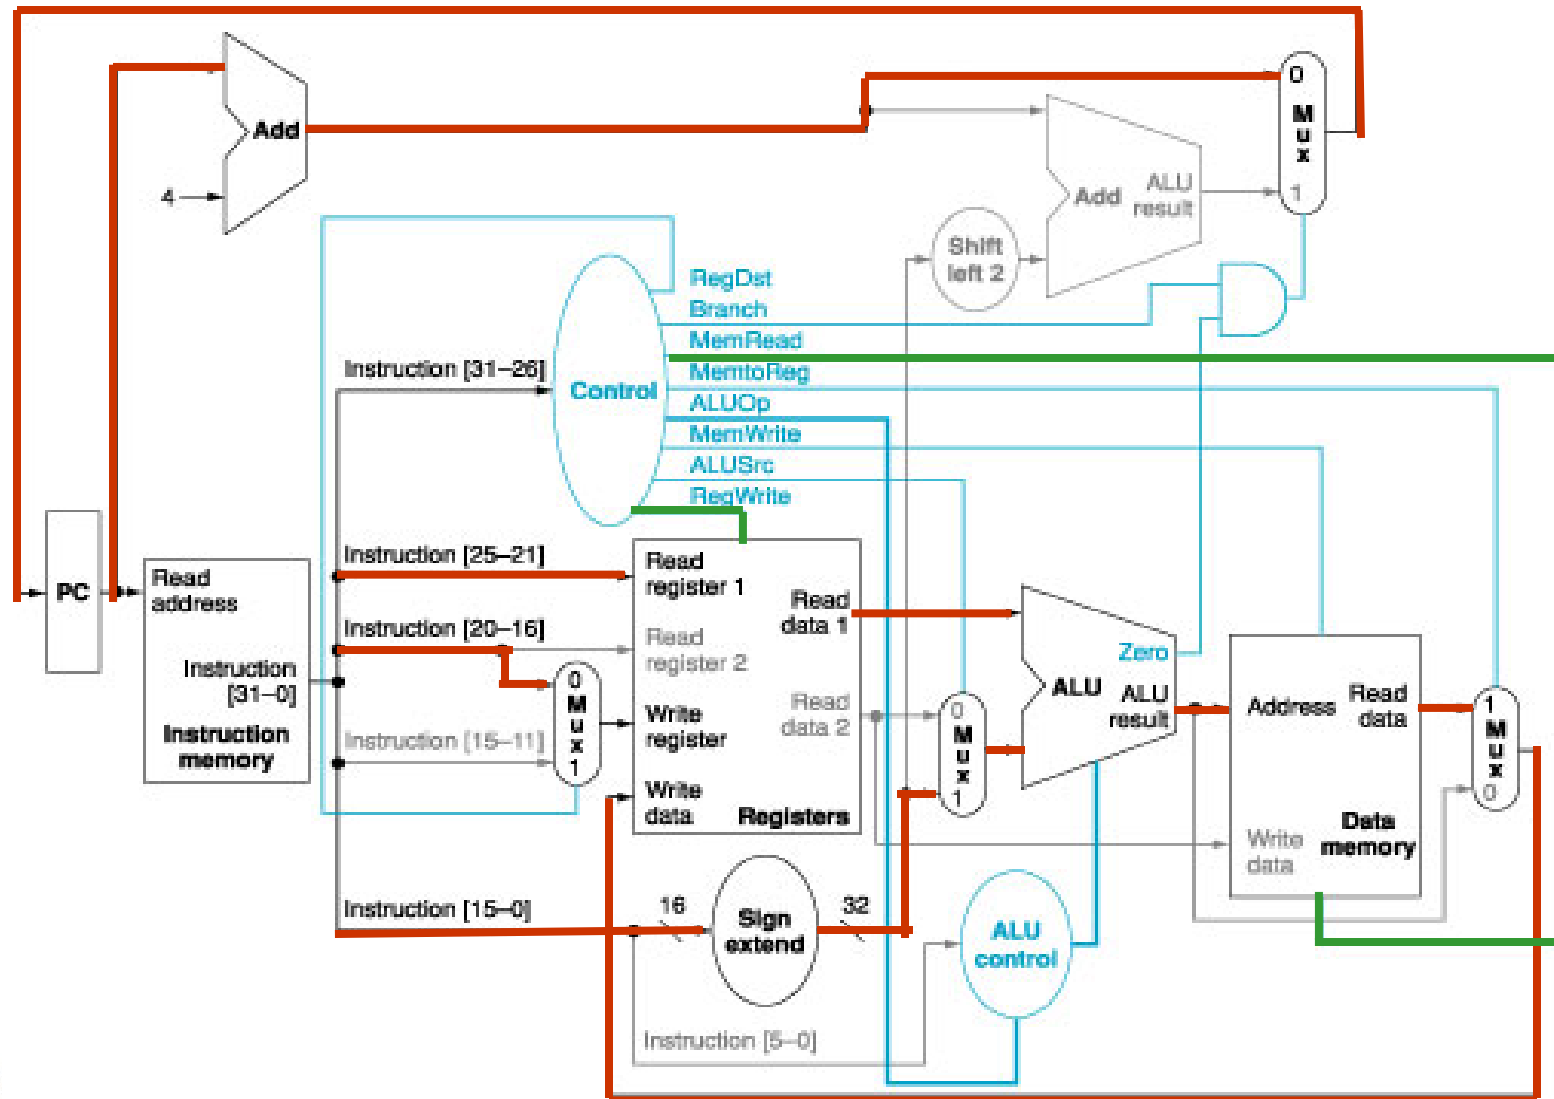 0
M
u
x
1
Add
4
Add
ALU
result
Shift
left 2
RegDst
Branch
MemRead
MemtoReg
ALUOp
MemWrite
ALUSrc
RegWrite
Control
Instruction [31–26]
Instruction [25–21]
Instruction [20–16]
Instruction [15–11]
Instruction [15–0]
Instruction [5–0]
PC
Read
address
Instruction
[31–0]
Instruction
memory
0
M
u
x
1
Read
register 1
Read
register 2
Write
register
Write
data
Read
data 1
Read
data 2
Registers
16
Sign
extend
32
0
M
u
x
1
Zero
ALU
ALU
result
ALU
control
Address
Read
data
Write
data
Data
memory
1
M
u
x
0